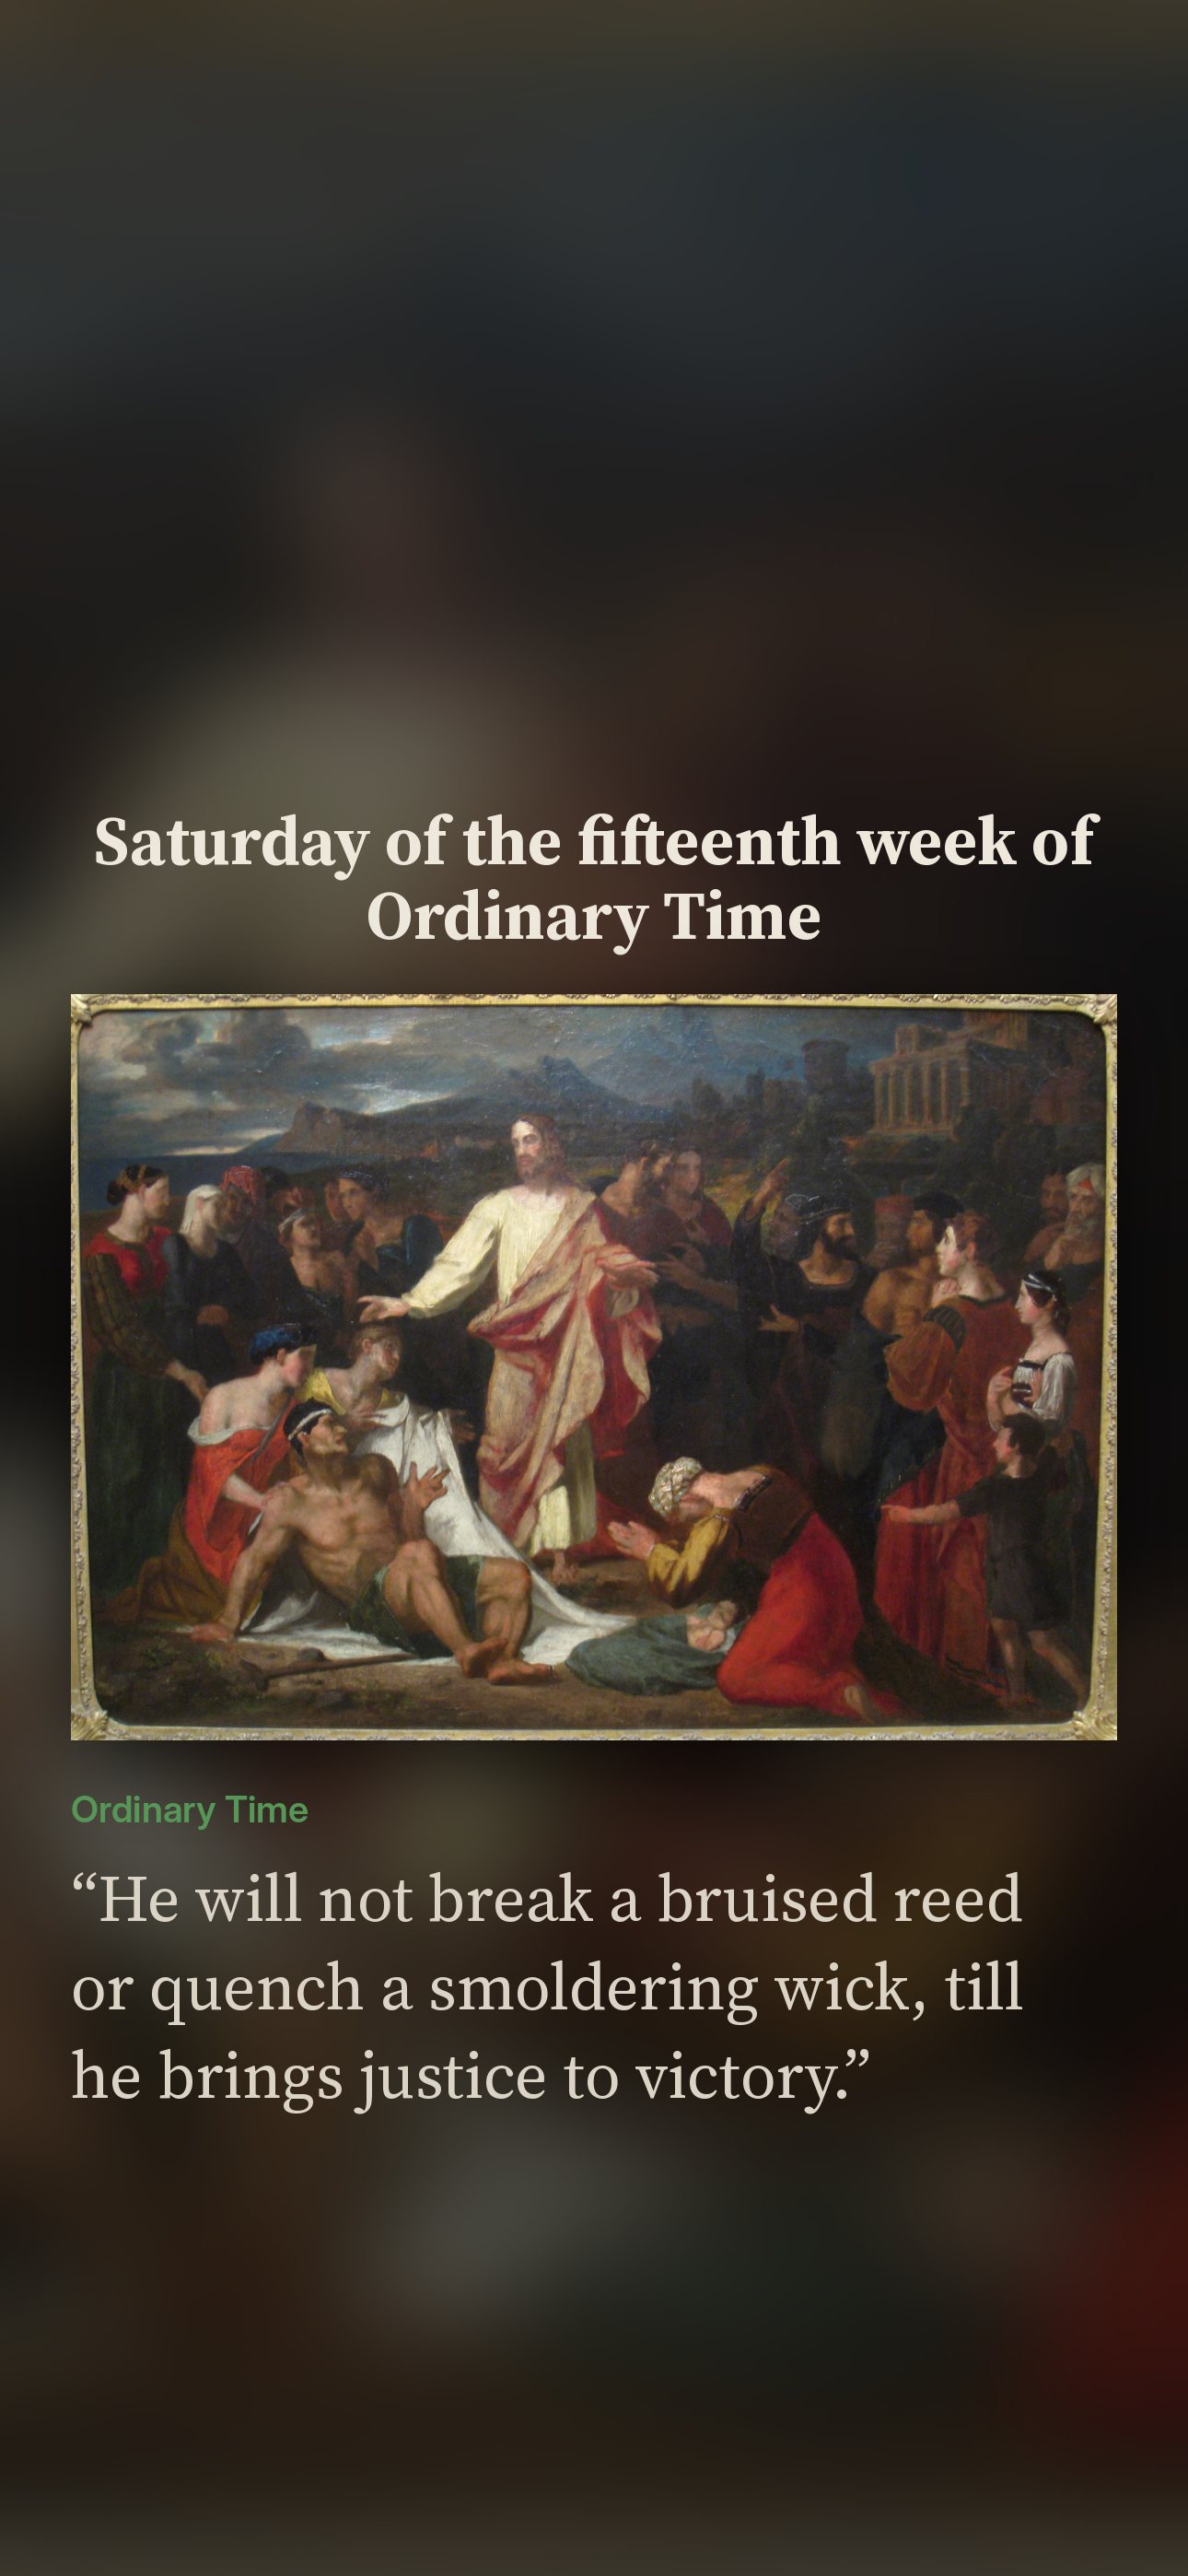 Saturday of the fifteenth week of
Ordinary Time
Ordinary Time
“He will not break a bruised reed
or quench a smoldering wick, till
he brings justice to victory.”